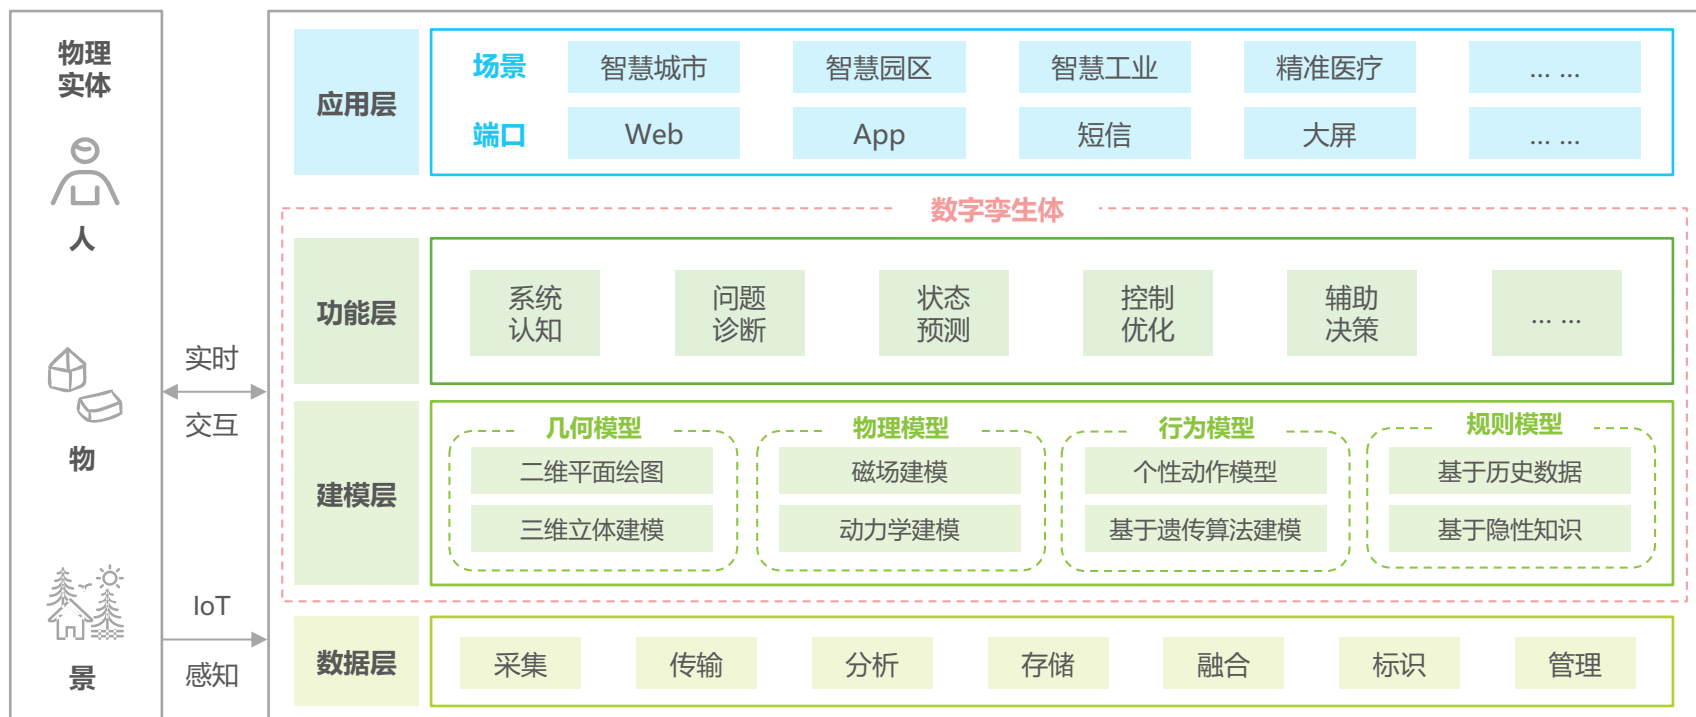 物理
实体
人
物
景
实时
交互
IoT
感知
应用层
场景
智慧城市
智慧园区
智慧工业
精准医疗
... ...
端口
Web
App
短信
大屏
... ...
数字孪生体
功能层
系统
认知
问题
诊断
状态
预测
控制
优化
辅助
决策
... ...
建模层
几何模型
二维平面绘图
三维立体建模
物理模型
磁场建模
动力学建模
行为模型
个性动作模型
基于遗传算法建模
规则模型
基于历史数据
基于隐性知识
数据层
采集
传输
分析
存储
融合
标识
管理